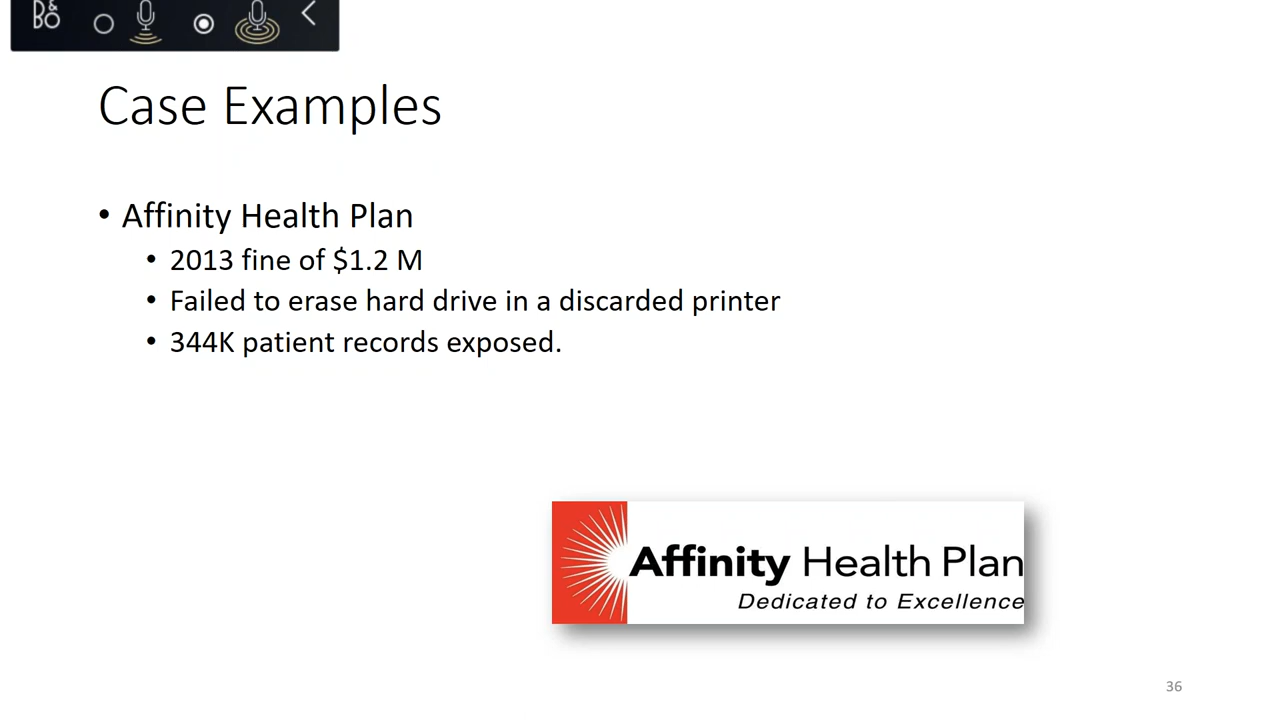 B&O
Case Examples
• Affinity Health Plan
• 2013 fine of $1.2 M
• Failed to erase hard drive in a discarded printer
• 344K patient records exposed.
Affinity Health Plan
Dedicated to Excellence
36